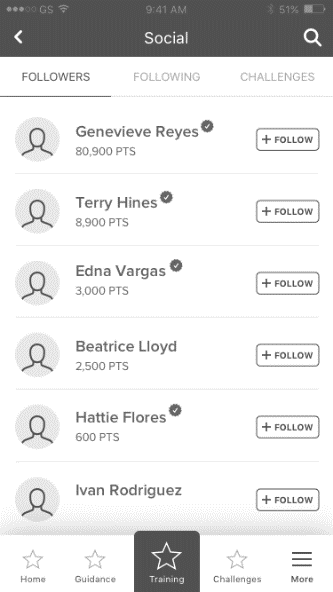 GS 9:41 AM 51%
Social
FOLLOWERS FOLLOWING CHALLENGES
Genevieve Reyes
80,900 PTS
+ FOLLOW
Terry Hines
8,900 PTS
+ FOLLOW
Edna Vargas
3,000 PTS
+ FOLLOW
Beatrice Lloyd
2,500 PTS
+ FOLLOW
Hattie Flores
600 PTS
+ FOLLOW
Ivan Rodriguez
+ FOLLOW
Home Guidance Training Challenges More